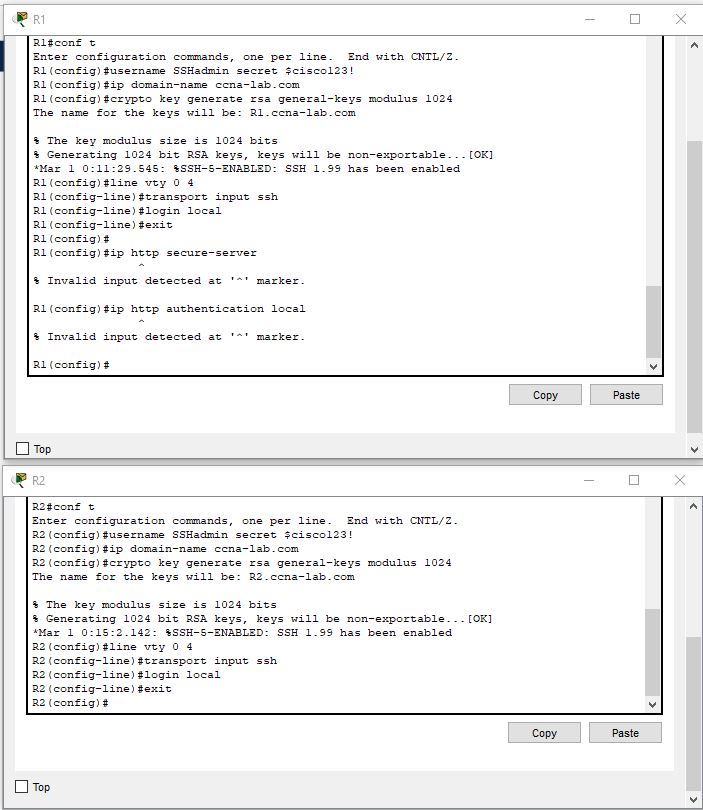 R1
R1#conf t
Enter configuration commands, one per line.  End with CNTL/Z.
R1(config)#username SSHadmin secret $cisco123!
R1(config)#ip domain-name ccna-lab.com
R1(config)#crypto key generate rsa general-keys modulus 1024
The name for the keys will be: R1.ccna-lab.com
% The key modulus size is 1024 bits
% Generating 1024 bit RSA keys, keys will be non-exportable...[OK]
*Mar 1 0:11:29.545: %SSH-5-ENABLED: SSH 1.99 has been enabled
R1(config)#line vty 0 4
R1(config-line)#transport input ssh
R1(config-line)#login local
R1(config-line)#exit
R1(config)#
R1(config)#ip http secure-server
^
% Invalid input detected at '^' marker.
R1(config)#ip http authentication local
^
% Invalid input detected at '^' marker.
R1(config)#
Copy Paste
Top
R2
R2#conf t
Enter configuration commands, one per line.  End with CNTL/Z.
R2(config)#username SSHadmin secret $cisco123!
R2(config)#ip domain-name ccna-lab.com
R2(config)#crypto key generate rsa general-keys modulus 1024
The name for the keys will be: R2.ccna-lab.com
% The key modulus size is 1024 bits
% Generating 1024 bit RSA keys, keys will be non-exportable...[OK]
*Mar 1 0:15:2.142: %SSH-5-ENABLED: SSH 1.99 has been enabled
R2(config)#line vty 0 4
R2(config-line)#transport input ssh
R2(config-line)#login local
R2(config-line)#exit
R2(config)#
Copy Paste
Top